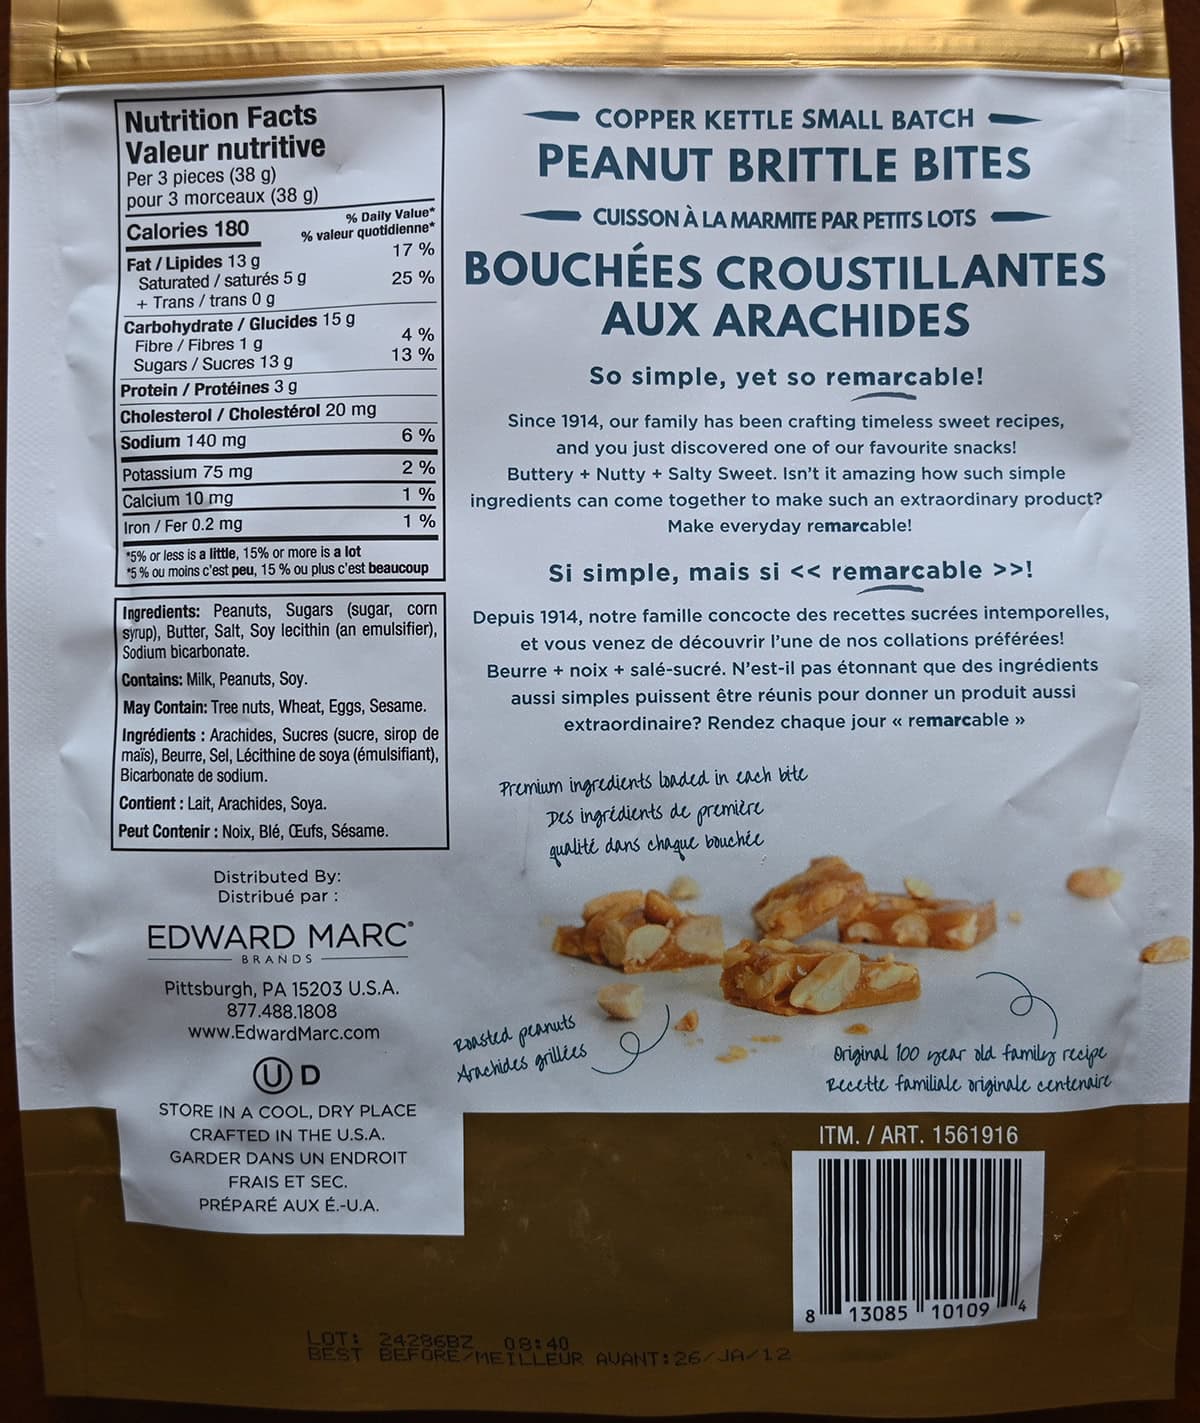 Nutrition Facts
Valeur nutritive
Per 3 pieces (38 g)
pour 3 morceaux (38 g)
Calories 180
% Daily Value*
% valeur quotidienne*
Fat / Lipides 13 g 17 %
Saturated / saturés 5 g 25 %
+ Trans / trans 0 g
Carbohydrate / Glucides 15 g
Fibre / Fibres 1 g 4 %
Sugars / Sucres 13 g 13 %
Protein / Protéines 3 g
Cholesterol / Cholestérol 20 mg
Sodium 140 mg 6 %
Potassium 75 mg 2 %
Calcium 10 mg 1 %
Iron / Fer 0.2 mg 1 %
*5% or less is a little, 15% or more is a lot
*5 % ou moins c'est peu, 15 % ou plus c'est beaucoup
Ingredients: Peanuts, Sugars (sugar, corn
syrup), Butter, Salt, Soy lecithin (an emulsifier),
Sodium bicarbonate.
Contains: Milk, Peanuts, Soy.
May Contain: Tree nuts, Wheat, Eggs, Sesame.
Ingrédients : Arachides, Sucres (sucre, sirop de
maïs), Beurre, Sel, Lécithine de soya (émulsifiant),
Bicarbonate de sodium.
Contient : Lait, Arachides, Soya.
Peut Contenir : Noix, Blé, Œufs, Sésame.
Distributed By:
Distribué par :
EDWARD MARC®
BRANDS
Pittsburgh, PA 15203 U.S.A.
877.488.1808
www.EdwardMarc.com
U D
STORE IN A COOL, DRY PLACE
CRAFTED IN THE U.S.A.
GARDER DANS UN ENDROIT
FRAIS ET SEC.
PRÉPARÉ AUX É.-U.A.
COPPER KETTLE SMALL BATCH
PEANUT BRITTLE BITES
CUISSON À LA MARMITE PAR PETITS LOTS
BOUCHÉES CROUSTILLANTES
AUX ARACHIDES
So simple, yet so remarcable!
Since 1914, our family has been crafting timeless sweet recipes,
and you just discovered one of our favourite snacks!
Buttery + Nutty + Salty Sweet. Isn't it amazing how such simple
ingredients can come together to make such an extraordinary product?
Make everyday remarcable!
Si simple, mais si << remarcable >>!
Depuis 1914, notre famille concocte des recettes sucrées intemporelles,
et vous venez de découvrir l'une de nos collations préférées!
Beurre + noix + salé-sucré. N'est-il pas étonnant que des ingrédients
aussi simples puissent être réunis pour donner un produit aussi
extraordinaire? Rendez chaque jour « remarcable »
Premium ingredients loaded in each bite
Des ingrédients de première
qualité dans chaque bouchée
Roasted peanuts
Arachides grillées
Original 100 year old family recipe
Recette familiale originale centenaire
ITM. / ART. 1561916
8 13085 10109 4
LOT: 24286BZ 08:40
BEST BEFORE/MEILLEUR AVANT:26/JA/12